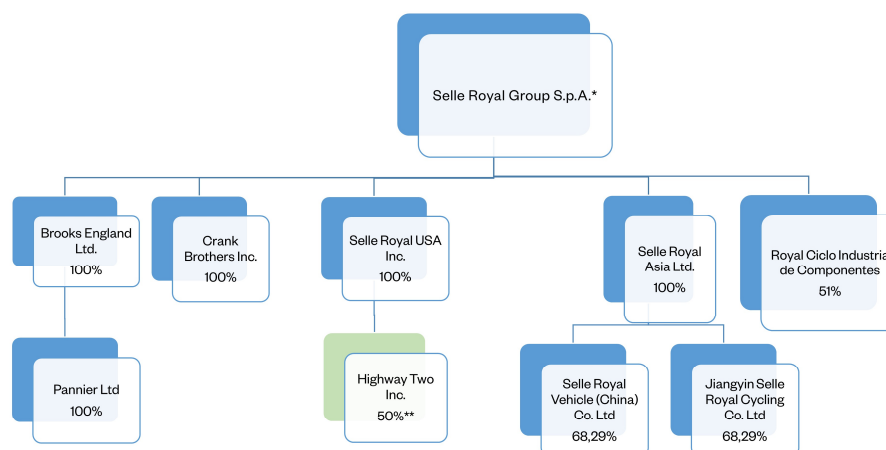 Selle Royal Group S.p.A.*
Brooks England
Ltd.
100%
Crank
Brothers Inc.
100%
Selle Royal USA
Inc.
100%
Selle Royal
Asia Ltd.
100%
Royal Ciclo Industria
de Componentes
51%
Pannier Ltd
100%
Highway Two
Inc.
50%**
Selle Royal
Vehicle (China)
Co. Ltd
68,29%
Jiangyin Selle
Royal Cycling
Co. Ltd
68,29%